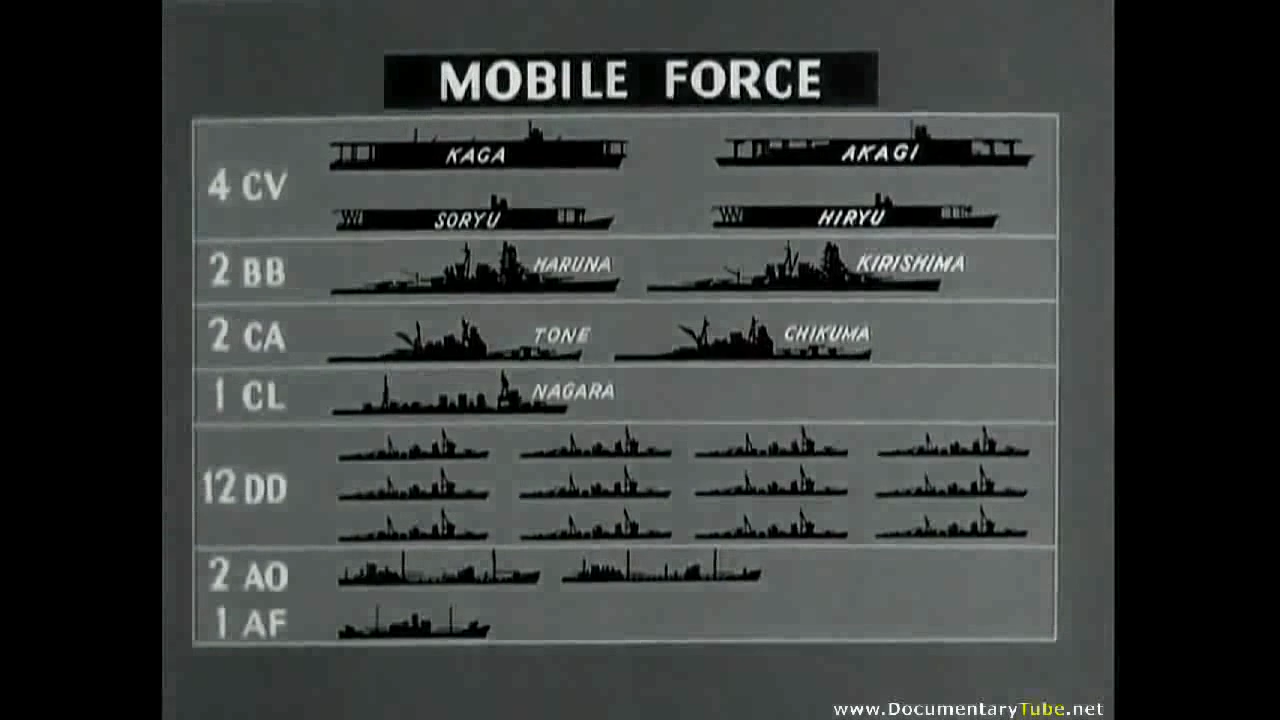 MOBILE FORCE
4 CV
KAGA
AKAGI
SORYU
HIRYU
2 BB
HARUNA
KIRISHIMA
2 CA
TONE
CHIKUMA
1 CL
NAGARA
12 DD
2 AO
1 AF
www.DocumentaryTube.net